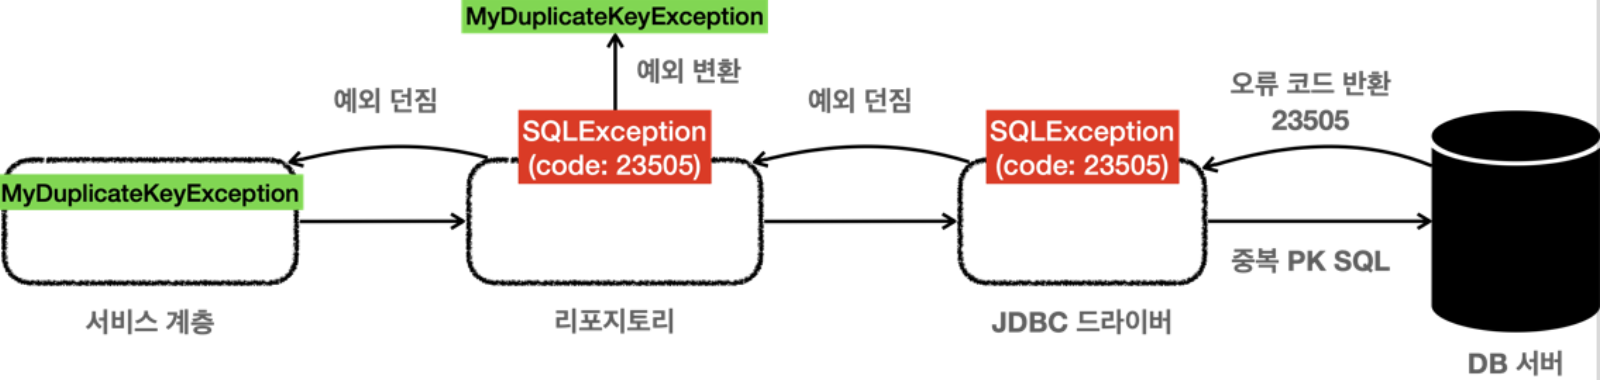 MyDuplicateKeyException
예외 변환
예외 던짐
예외 던짐
오류 코드 반환
23505
SQLException
(code: 23505)
SQLException
(code: 23505)
MyDuplicateKeyException
중복 PK SQL
서비스 계층
리포지토리
JDBC 드라이버
DB 서버